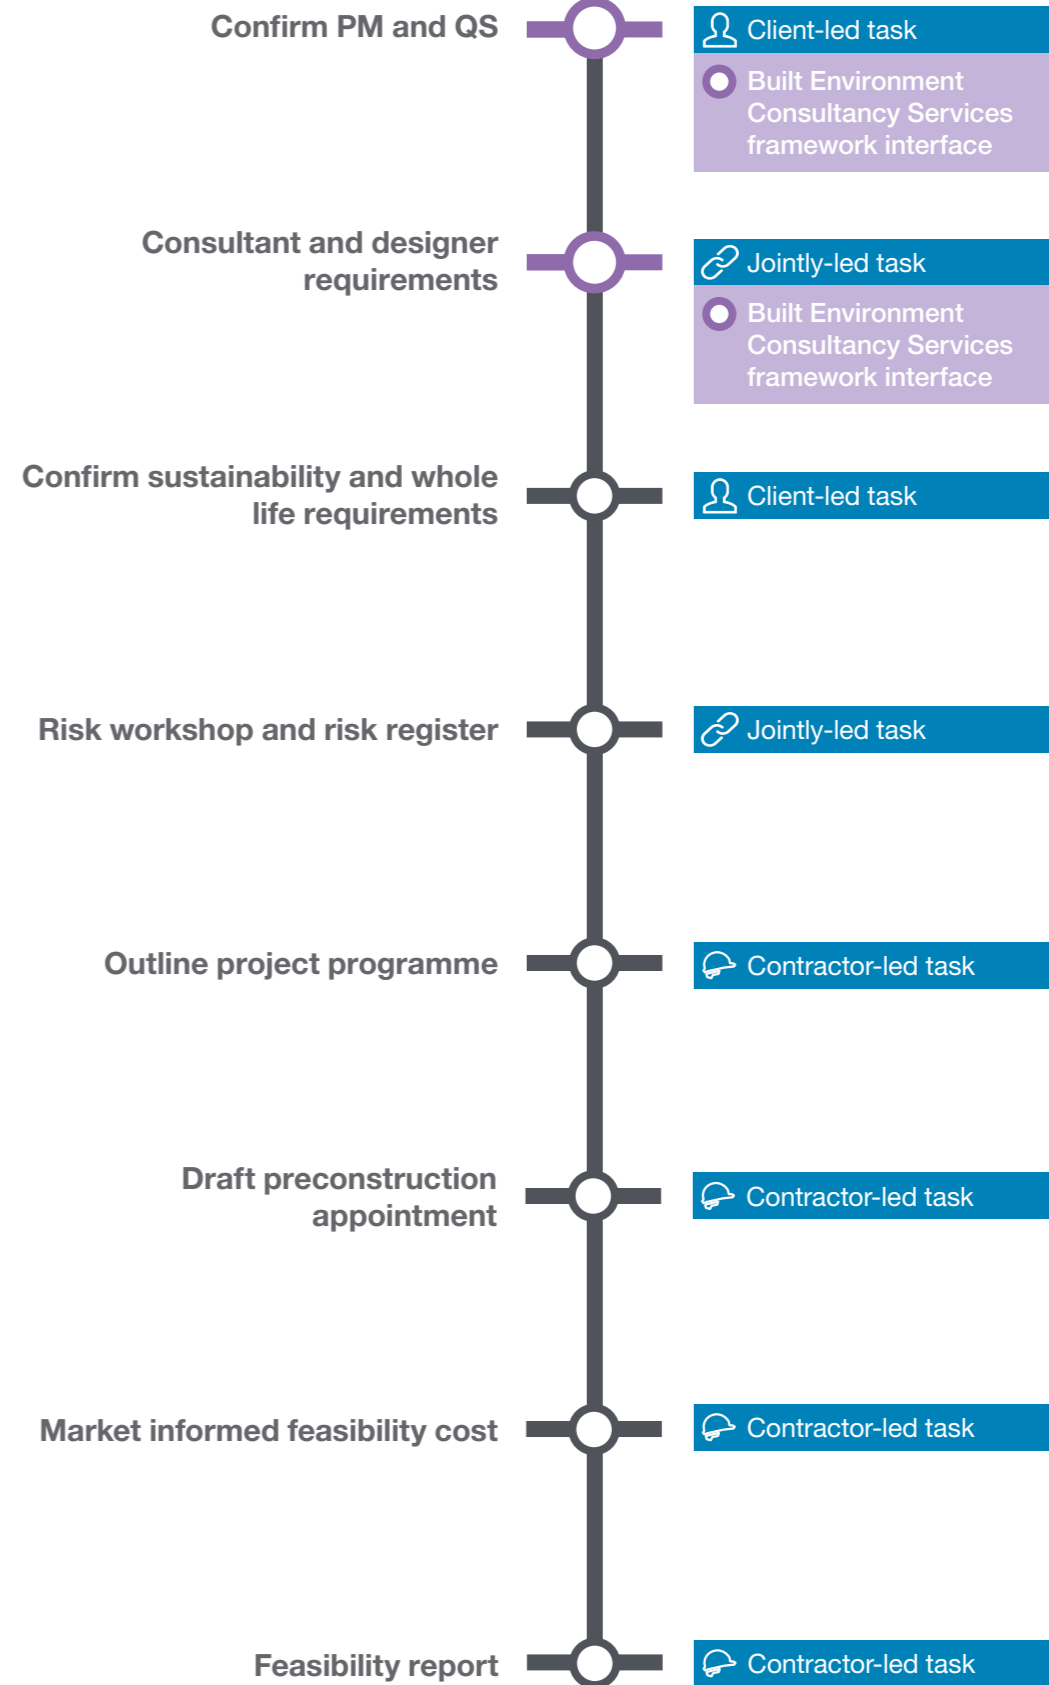 Confirm PM and QS
Client-led task
Built Environment
Consultancy Services
framework interface
Consultant and designer
requirements
Jointly-led task
Built Environment
Consultancy Services
framework interface
Confirm sustainability and whole
life requirements
Client-led task
Risk workshop and risk register
Jointly-led task
Outline project programme
Contractor-led task
Draft preconstruction
appointment
Contractor-led task
Market informed feasibility cost
Contractor-led task
Feasibility report
Contractor-led task